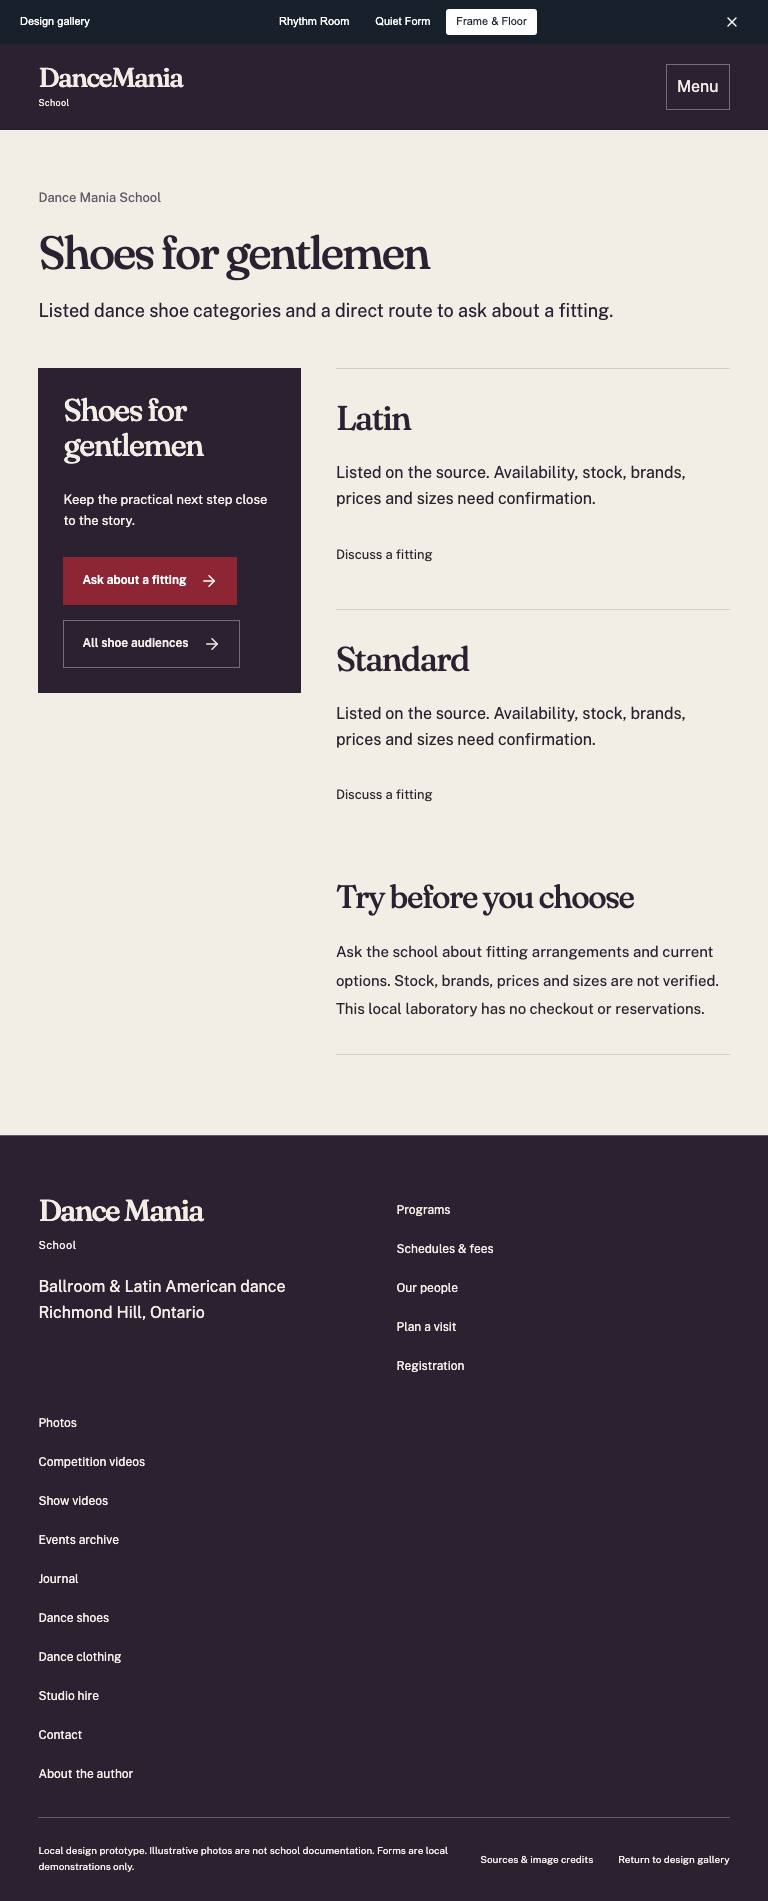 Design gallery
Rhythm Room
Quiet Form
Frame & Floor
DanceMania
School
Menu
Dance Mania School
Shoes for gentlemen
Listed dance shoe categories and a direct route to ask about a fitting.
Shoes for
gentlemen
Keep the practical next step close
to the story.
Ask about a fitting
All shoe audiences
Latin
Listed on the source. Availability, stock, brands,
prices and sizes need confirmation.
Discuss a fitting
Standard
Listed on the source. Availability, stock, brands,
prices and sizes need confirmation.
Discuss a fitting
Try before you choose
Ask the school about fitting arrangements and current
options. Stock, brands, prices and sizes are not verified.
This local laboratory has no checkout or reservations.
Dance Mania
School
Ballroom & Latin American dance
Richmond Hill, Ontario
Programs
Schedules & fees
Our people
Plan a visit
Registration
Photos
Competition videos
Show videos
Events archive
Journal
Dance shoes
Dance clothing
Studio hire
Contact
About the author
Local design prototype. Illustrative photos are not school documentation. Forms are local
demonstrations only.
Sources & image credits
Return to design gallery